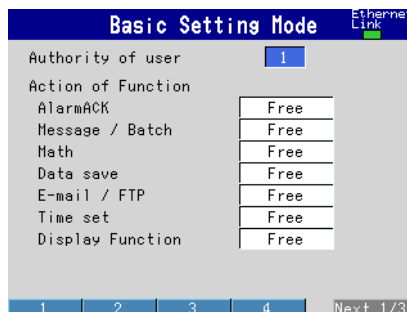 Basic Setting Mode
Etherne
Link
Authority of user 1
Action of Function
AlarmACK Free
Message / Batch Free
Math Free
Data save Free
E-mail / FTP Free
Time set Free
Display Function Free
1 2 3 4 Next 1/3